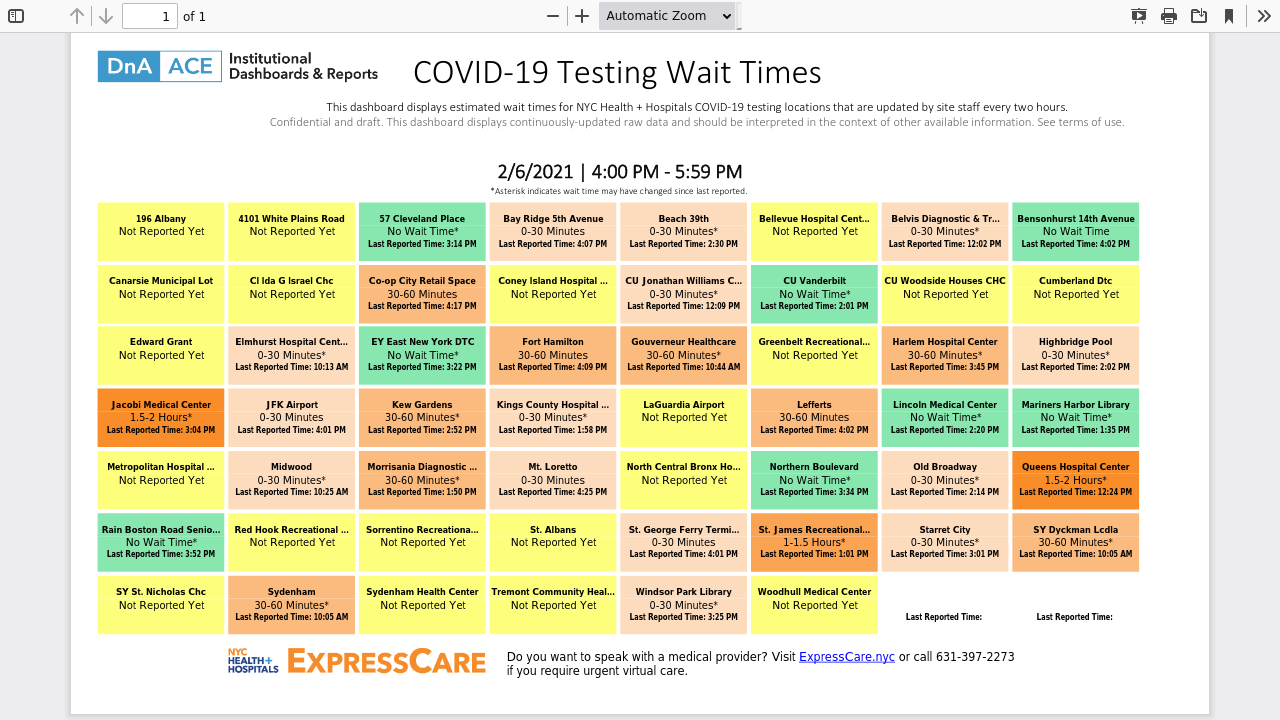 1 of 1 Automatic Zoom
DnA ACE Institutional
Dashboards & Reports
COVID-19 Testing Wait Times
This dashboard displays estimated wait times for NYC Health + Hospitals COVID-19 testing locations that are updated by site staff every two hours.
Confidential and draft. This dashboard displays continuously-updated raw data and should be interpreted in the context of other available information. See terms of use.
2/6/2021 | 4:00 PM - 5:59 PM
*Asterisk indicates wait time may have changed since last reported.
196 Albany
Not Reported Yet
4101 White Plains Road
Not Reported Yet
57 Cleveland Place
No Wait Time*
Last Reported Time: 3:14 PM
Bay Ridge 5th Avenue
0-30 Minutes
Last Reported Time: 4:07 PM
Beach 39th
0-30 Minutes*
Last Reported Time: 2:30 PM
Bellevue Hospital Cent...
Not Reported Yet
Belvis Diagnostic & Tr...
0-30 Minutes*
Last Reported Time: 12:02 PM
Bensonhurst 14th Avenue
No Wait Time
Last Reported Time: 4:02 PM
Canarsie Municipal Lot
Not Reported Yet
CI Ida G Israel Chc
Not Reported Yet
Co-op City Retail Space
30-60 Minutes
Last Reported Time: 4:17 PM
Coney Island Hospital ...
Not Reported Yet
CU Jonathan Williams C...
0-30 Minutes*
Last Reported Time: 12:09 PM
CU Vanderbilt
No Wait Time*
Last Reported Time: 2:01 PM
CU Woodside Houses CHC
Not Reported Yet
Cumberland Dtc
Not Reported Yet
Edward Grant
Not Reported Yet
Elmhurst Hospital Cent...
0-30 Minutes*
Last Reported Time: 10:13 AM
EY East New York DTC
No Wait Time*
Last Reported Time: 3:22 PM
Fort Hamilton
30-60 Minutes
Last Reported Time: 4:09 PM
Gouverneur Healthcare
30-60 Minutes*
Last Reported Time: 10:44 AM
Greenbelt Recreational...
Not Reported Yet
Harlem Hospital Center
30-60 Minutes*
Last Reported Time: 3:45 PM
Highbridge Pool
0-30 Minutes*
Last Reported Time: 2:02 PM
Jacobi Medical Center
1.5-2 Hours*
Last Reported Time: 3:04 PM
JFK Airport
0-30 Minutes
Last Reported Time: 4:01 PM
Kew Gardens
30-60 Minutes*
Last Reported Time: 2:52 PM
Kings County Hospital ...
0-30 Minutes*
Last Reported Time: 1:58 PM
LaGuardia Airport
Not Reported Yet
Lefferts
30-60 Minutes
Last Reported Time: 4:02 PM
Lincoln Medical Center
No Wait Time*
Last Reported Time: 2:20 PM
Mariners Harbor Library
No Wait Time*
Last Reported Time: 1:35 PM
Metropolitan Hospital ...
Not Reported Yet
Midwood
0-30 Minutes*
Last Reported Time: 10:25 AM
Morrisania Diagnostic ...
30-60 Minutes*
Last Reported Time: 1:50 PM
Mt. Loretto
0-30 Minutes
Last Reported Time: 4:25 PM
North Central Bronx Ho...
Not Reported Yet
Northern Boulevard
No Wait Time*
Last Reported Time: 3:34 PM
Old Broadway
0-30 Minutes*
Last Reported Time: 2:14 PM
Queens Hospital Center
1.5-2 Hours*
Last Reported Time: 12:24 PM
Rain Boston Road Senio...
No Wait Time*
Last Reported Time: 3:52 PM
Red Hook Recreational ...
Not Reported Yet
Sorrentino Recreationa...
Not Reported Yet
St. Albans
Not Reported Yet
St. George Ferry Termi...
0-30 Minutes
Last Reported Time: 4:01 PM
St. James Recreational...
1-1.5 Hours*
Last Reported Time: 1:01 PM
Starret City
0-30 Minutes*
Last Reported Time: 3:01 PM
SY Dyckman Lcdla
30-60 Minutes*
Last Reported Time: 10:05 AM
SY St. Nicholas Chc
Not Reported Yet
Sydenham
30-60 Minutes*
Last Reported Time: 10:05 AM
Sydenham Health Center
Not Reported Yet
Tremont Community Heal...
Not Reported Yet
Windsor Park Library
0-30 Minutes*
Last Reported Time: 3:25 PM
Woodhull Medical Center
Not Reported Yet
Last Reported Time:
Last Reported Time:
NYC
HEALTH+
HOSPITALS
EXPRESSCARE
Do you want to speak with a medical provider? Visit ExpressCare.nyc or call 631-397-2273
if you require urgent virtual care.